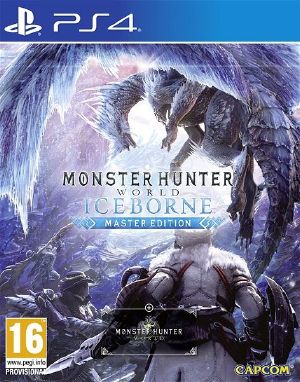 PS4
MONSTER HUNTER
WORLD
ICEBORNE
MASTER EDITION
MONSTER HUNTER
WORLD
16
www.pegi.info
PROVISIONAL
CAPCOM